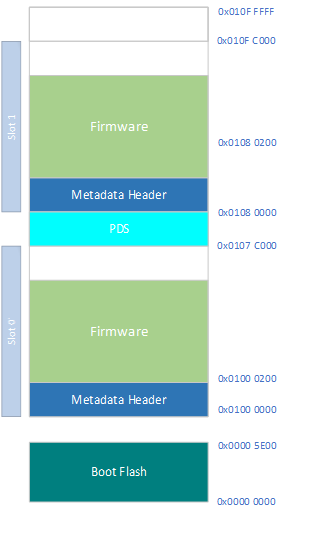 0x010F FFFF
0x010F C000
Slot 1
Firmware
0x0108 0200
Metadata Header
0x0108 0000
PDS
0x0107 C000
Slot 0
Firmware
0x0100 0200
Metadata Header
0x0100 0000
0x0000 5E00
Boot Flash
0x0000 0000